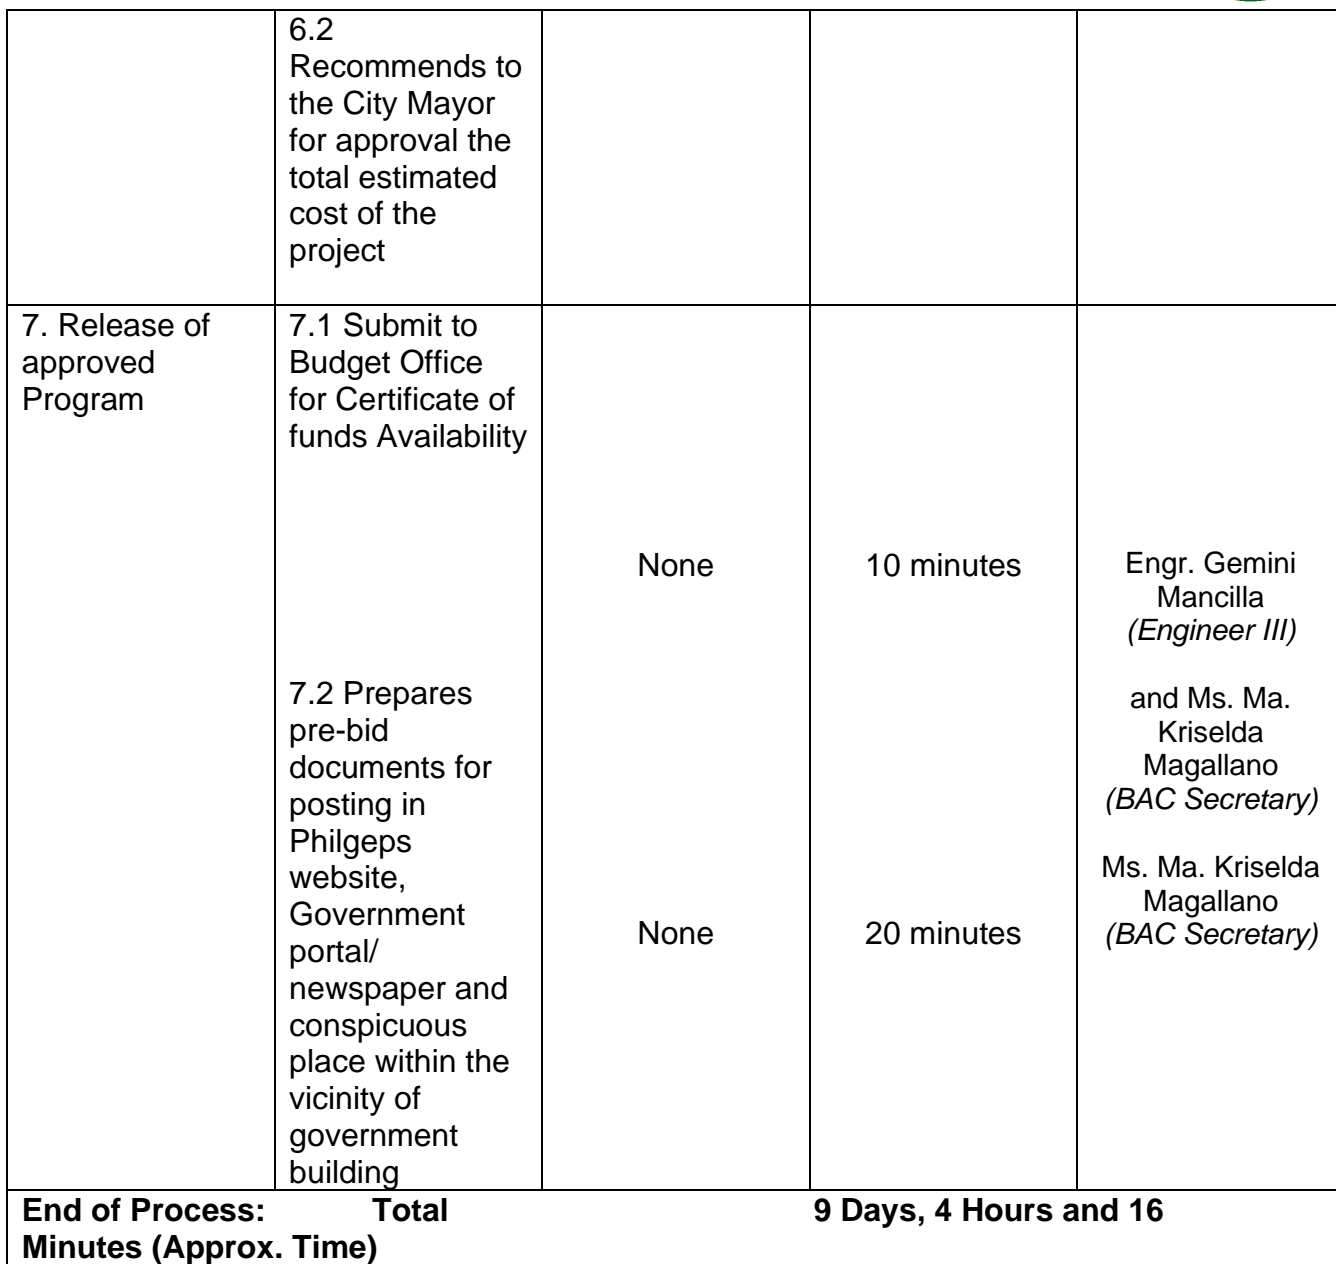 6.2
Recommends to
the City Mayor
for approval the
total estimated
cost of the
project
7. Release of
approved
Program
7.1 Submit to
Budget Office
for Certificate of
funds Availability
None
10 minutes
Engr. Gemini
Mancilla
(Engineer III)
and Ms. Ma.
Kriselda
Magallano
(BAC Secretary)
7.2 Prepares
pre-bid
documents for
posting in
Philgeps
website,
Government
portal/
newspaper and
conspicuous
place within the
vicinity of
government
building
None
20 minutes
Ms. Ma. Kriselda
Magallano
(BAC Secretary)
End of Process: Total 9 Days, 4 Hours and 16
Minutes (Approx. Time)